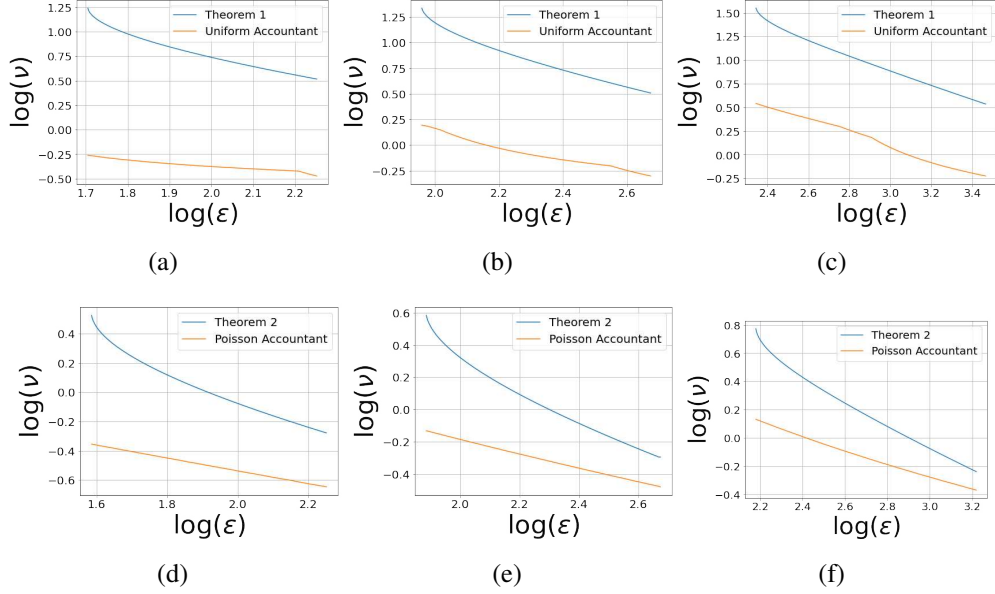 1.25
1.00
0.75
0.50
0.25
0.00
−0.25
−0.50
log(ν)
Theorem 1
Uniform Accountant
1.7 1.8 1.9 2.0 2.1 2.2
log(ε)
(a)
1.25
1.00
0.75
0.50
0.25
0.00
−0.25
log(ν)
Theorem 1
Uniform Accountant
2.0 2.2 2.4 2.6
log(ε)
(b)
1.50
1.25
1.00
0.75
0.50
0.25
0.00
−0.25
log(ν)
Theorem 1
Uniform Accountant
2.4 2.6 2.8 3.0 3.2 3.4
log(ε)
(c)
0.4
0.2
0.0
−0.2
−0.4
−0.6
log(ν)
Theorem 2
Poisson Accountant
1.6 1.8 2.0 2.2
log(ε)
(d)
0.6
0.4
0.2
0.0
−0.2
−0.4
log(ν)
Theorem 2
Poisson Accountant
2.0 2.2 2.4 2.6
log(ε)
(e)
0.8
0.6
0.4
0.2
0.0
−0.2
−0.4
log(ν)
Theorem 2
Poisson Accountant
2.2 2.4 2.6 2.8 3.0 3.2
log(ε)
(f)